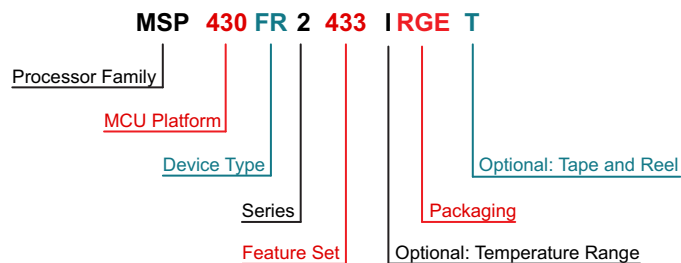 MSP 430 FR 2 433 I RGE T
Processor Family
MCU Platform
Device Type
Optional: Tape and Reel
Series
Packaging
Feature Set
Optional: Temperature Range